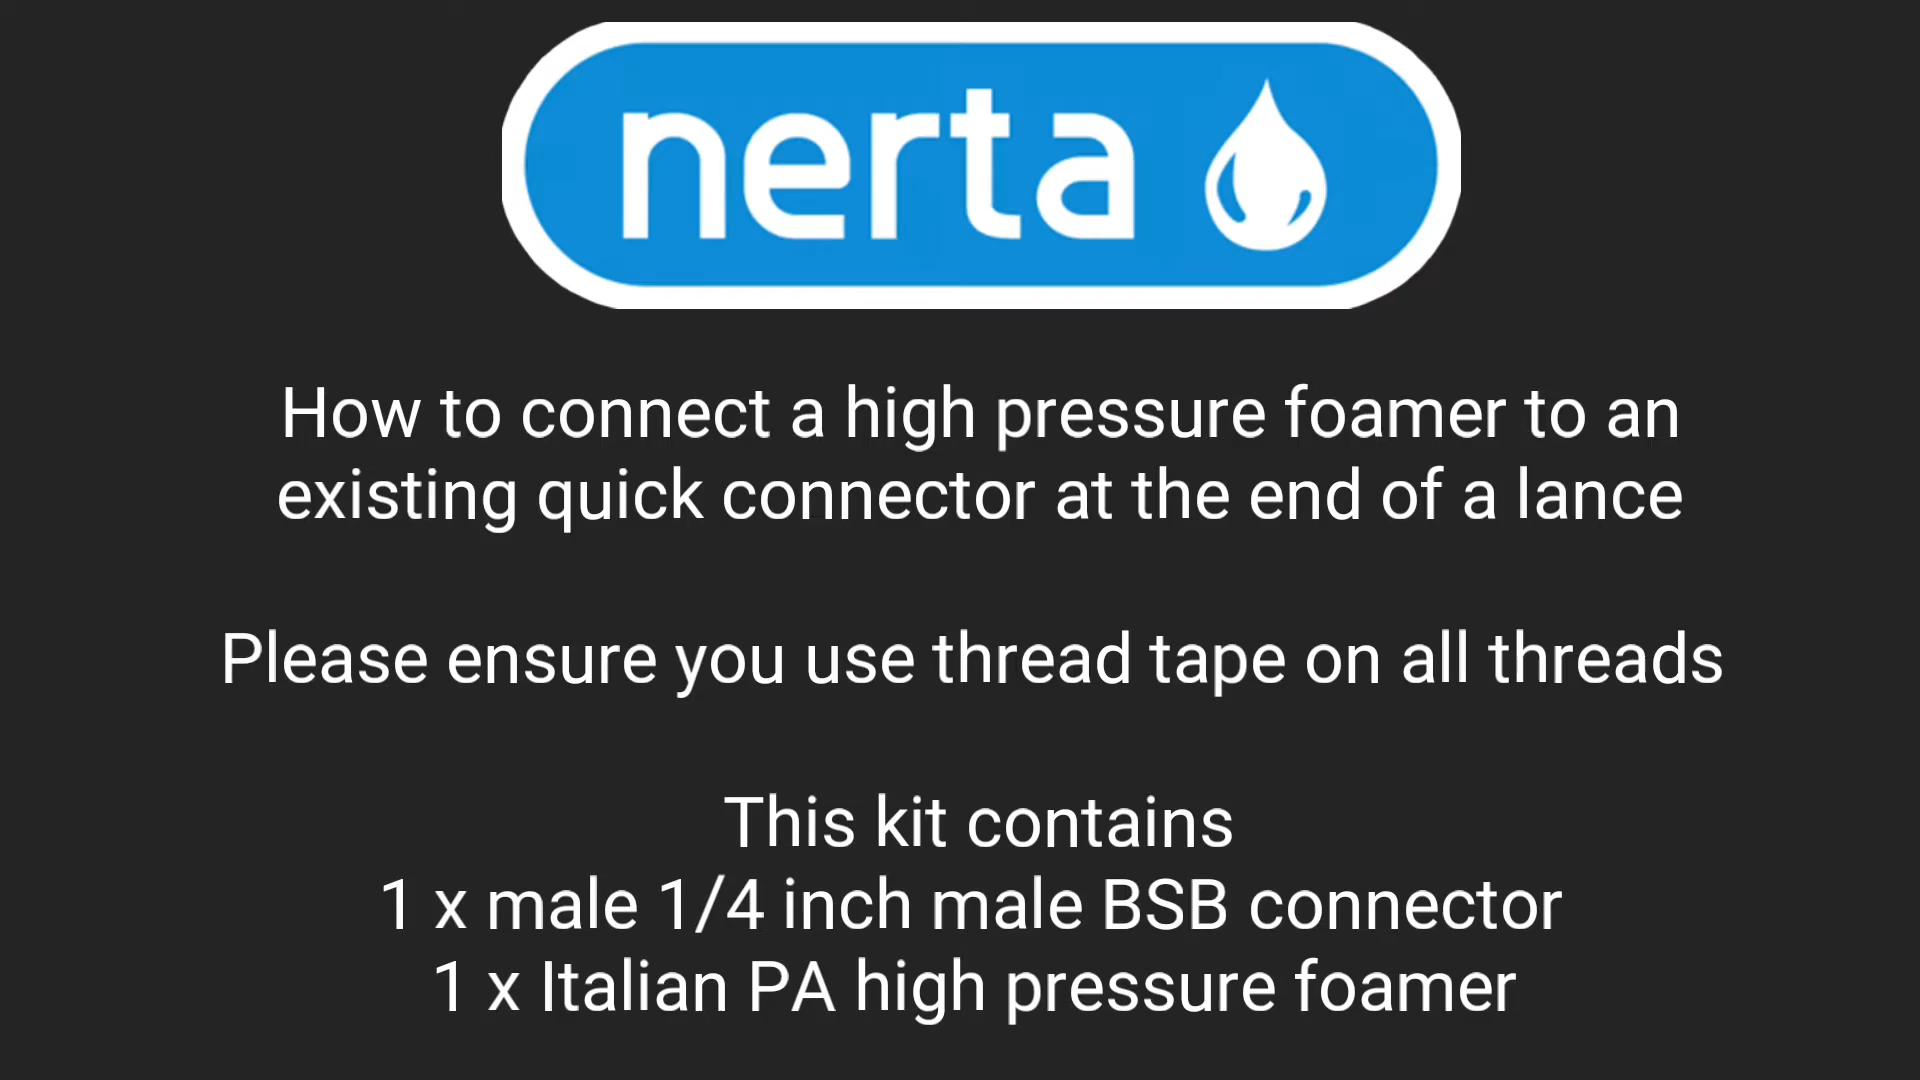 nerta
How to connect a high pressure foamer to an
existing quick connector at the end of a lance
Please ensure you use thread tape on all threads
This kit contains
1 x male 1/4 inch male BSB connector
1 x Italian PA high pressure foamer